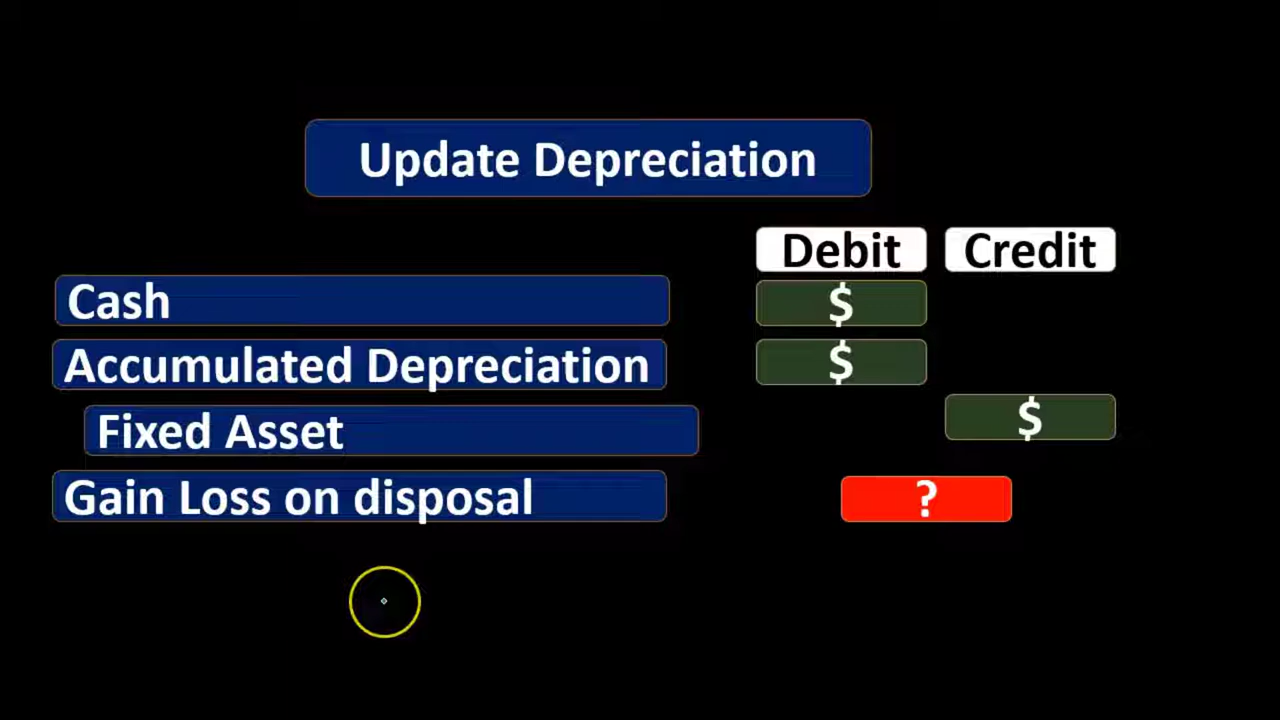 Update Depreciation
Debit Credit
Cash $
Accumulated Depreciation $
Fixed Asset $
Gain Loss on disposal ?